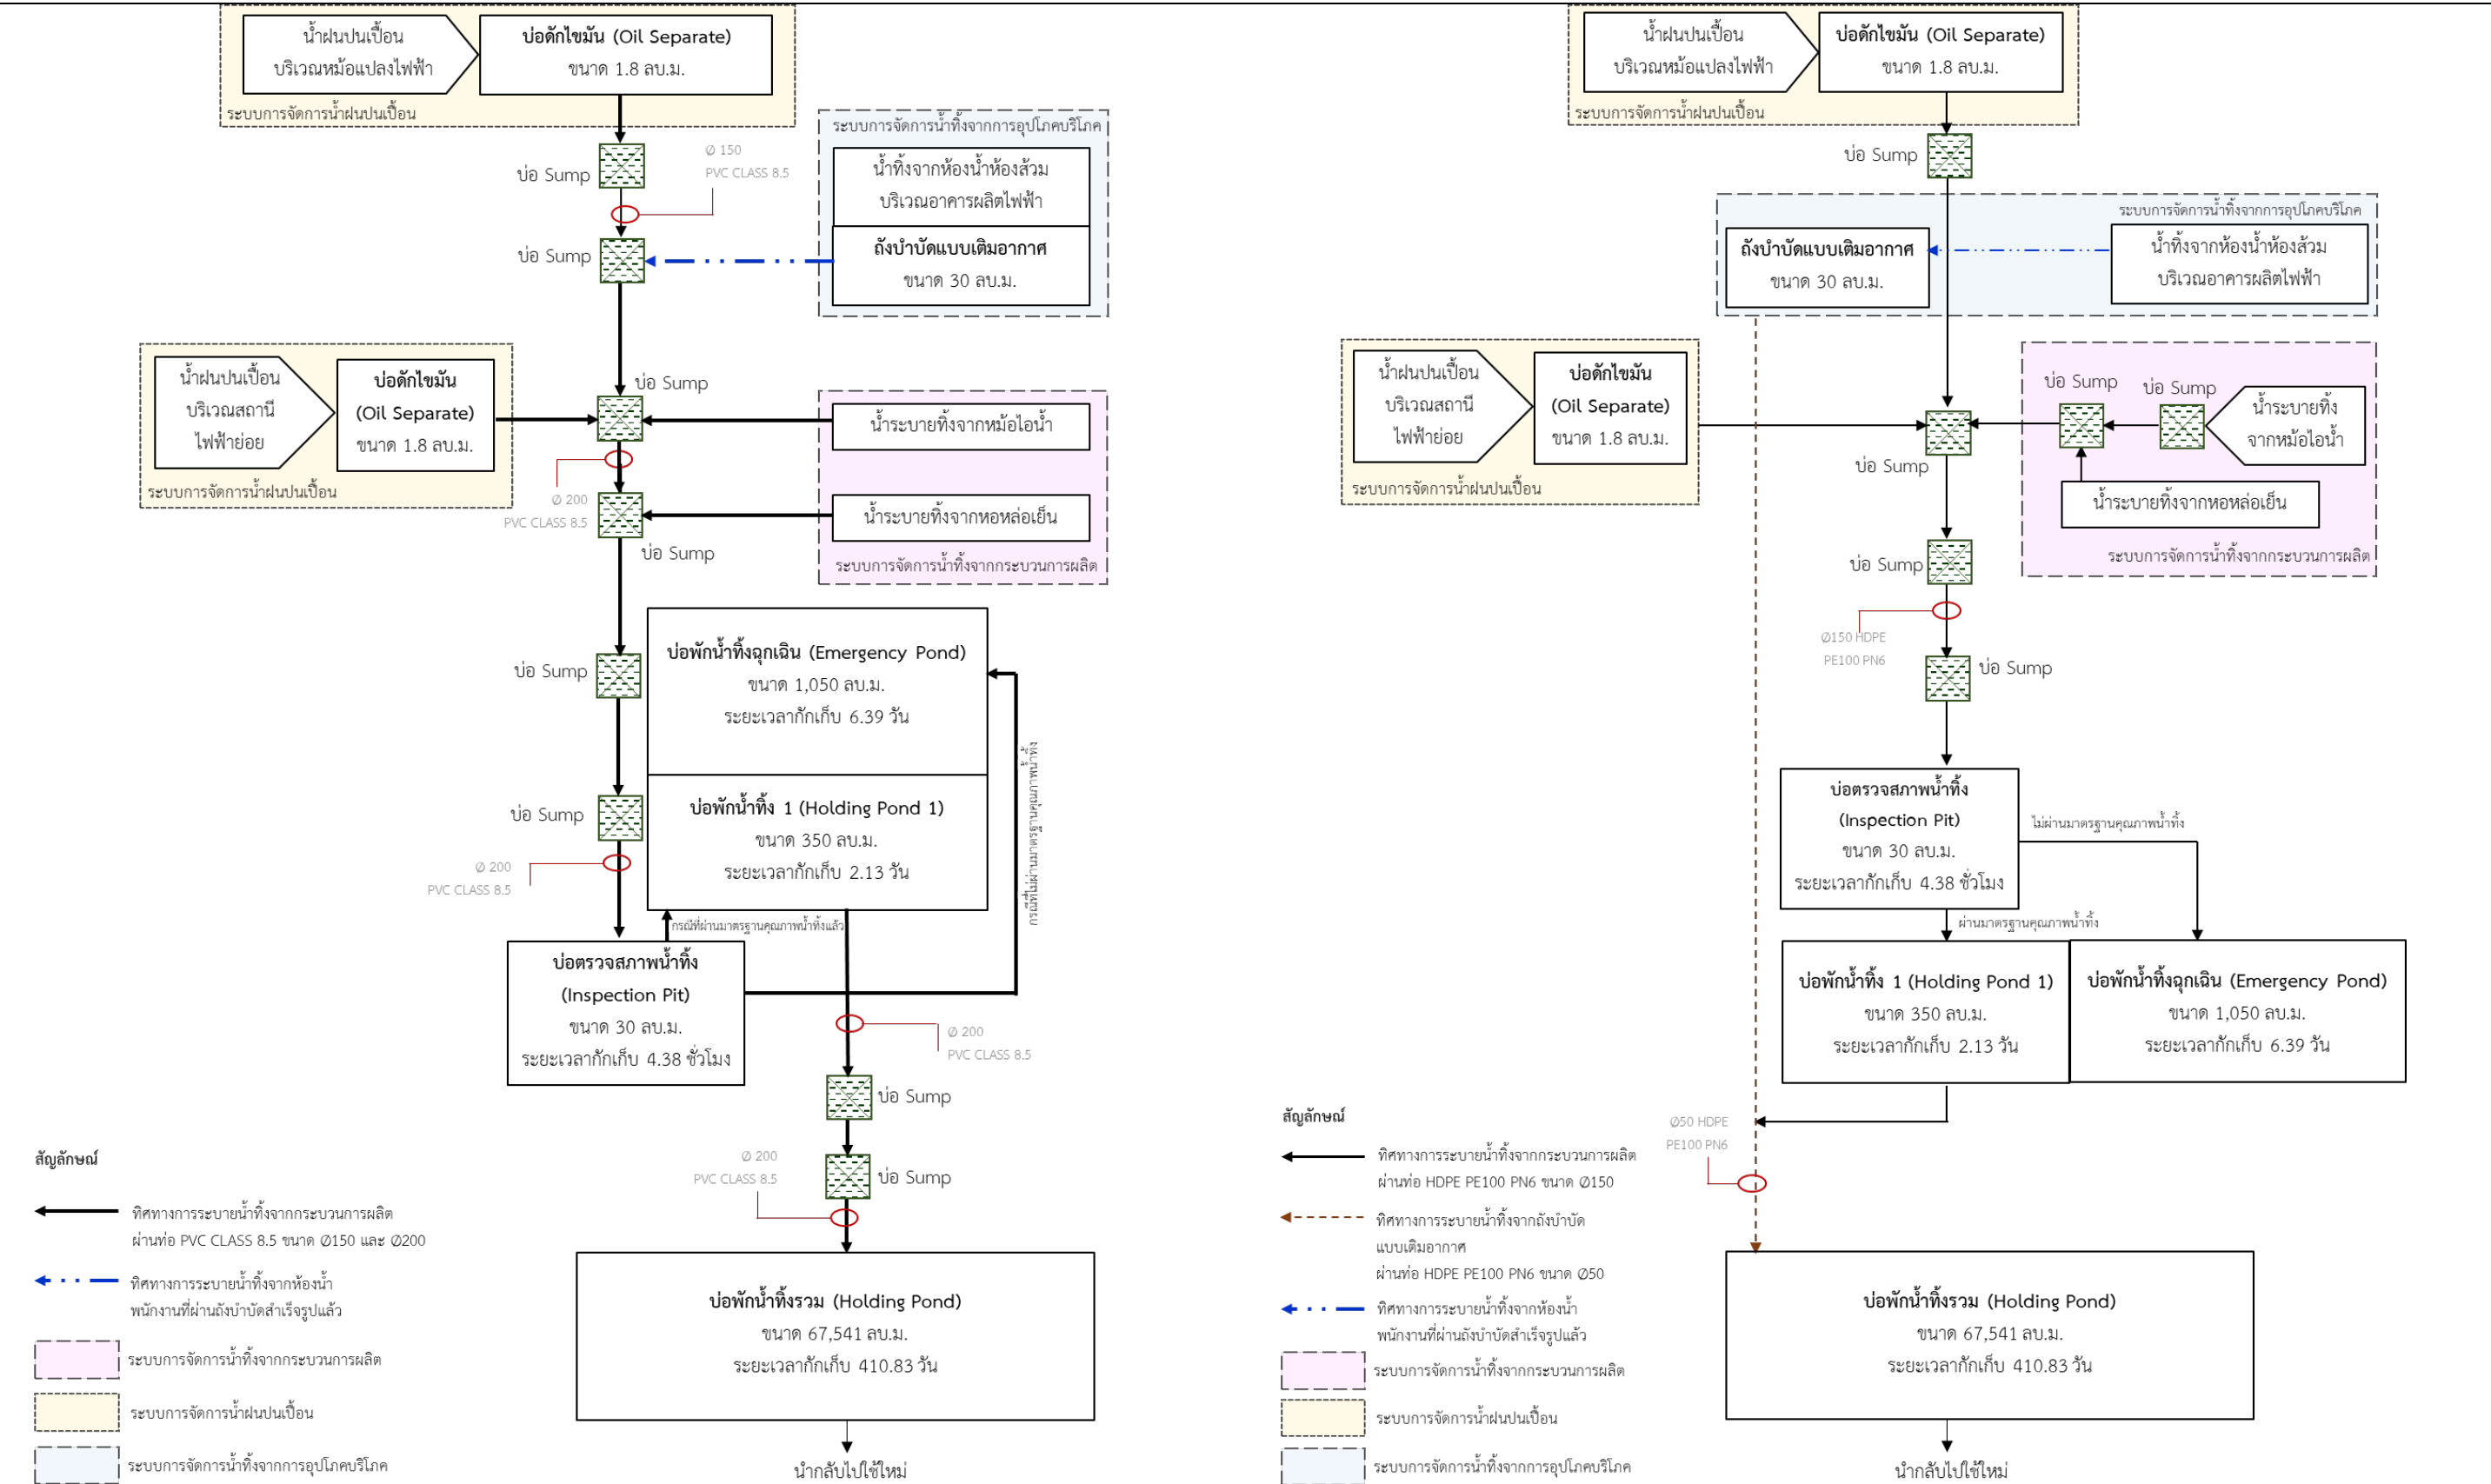 น้ำฝนปนเปื้อน
บริเวณหม้อแปลงไฟฟ้า
บ่อดักไขมัน (Oil Separate)
ขนาด 1.8 ลบ.ม.
ระบบการจัดการน้ำฝนปนเปื้อน
บ่อ Sump
Ø 150
PVC CLASS 8.5
บ่อ Sump
ระบบการจัดการน้ำทิ้งจากการอุปโภคบริโภค
น้ำทิ้งจากห้องน้ำห้องส้วม
บริเวณอาคารผลิตไฟฟ้า
ถังบำบัดแบบเติมอากาศ
ขนาด 30 ลบ.ม.
น้ำฝนปนเปื้อน
บริเวณสถานี
ไฟฟ้าย่อย
บ่อดักไขมัน
(Oil Separate)
ขนาด 1.8 ลบ.ม.
ระบบการจัดการน้ำฝนปนเปื้อน
บ่อ Sump
Ø 200
PVC CLASS 8.5
บ่อ Sump
น้ำระบายทิ้งจากหม้อไอน้ำ
น้ำระบายทิ้งจากหอหล่อเย็น
ระบบการจัดการน้ำทิ้งจากกระบวนการผลิต
บ่อ Sump
บ่อพักน้ำทิ้งฉุกเฉิน (Emergency Pond)
ขนาด 1,050 ลบ.ม.
ระยะเวลากักเก็บ 6.39 วัน
บ่อ Sump
บ่อพักน้ำทิ้ง 1 (Holding Pond 1)
ขนาด 350 ลบ.ม.
ระยะเวลากักเก็บ 2.13 วัน
Ø 200
PVC CLASS 8.5
กรณีที่ผ่านมาตรฐานคุณภาพน้ำทิ้งแล้ว
บ่อตรวจสภาพน้ำทิ้ง
(Inspection Pit)
ขนาด 30 ลบ.ม.
ระยะเวลากักเก็บ 4.38 ชั่วโมง
Ø 200
PVC CLASS 8.5
บ่อ Sump
Ø 200
PVC CLASS 8.5
บ่อ Sump
บ่อพักน้ำทิ้งรวม (Holding Pond)
ขนาด 67,541 ลบ.ม.
ระยะเวลากักเก็บ 410.83 วัน
นำกลับไปใช้ใหม่
สัญลักษณ์
ทิศทางการระบายน้ำทิ้งจากกระบวนการผลิต
ผ่านท่อ PVC CLASS 8.5 ขนาด Ø150 และ Ø200
ทิศทางการระบายน้ำทิ้งจากห้องน้ำ
พนักงานที่ผ่านถังบำบัดสำเร็จรูปแล้ว
ระบบการจัดการน้ำทิ้งจากกระบวนการผลิต
ระบบการจัดการน้ำฝนปนเปื้อน
ระบบการจัดการน้ำทิ้งจากการอุปโภคบริโภค
น้ำฝนปนเปื้อน
บริเวณหม้อแปลงไฟฟ้า
บ่อดักไขมัน (Oil Separate)
ขนาด 1.8 ลบ.ม.
ระบบการจัดการน้ำฝนปนเปื้อน
บ่อ Sump
ระบบการจัดการน้ำทิ้งจากการอุปโภคบริโภค
ถังบำบัดแบบเติมอากาศ
ขนาด 30 ลบ.ม.
น้ำทิ้งจากห้องน้ำห้องส้วม
บริเวณอาคารผลิตไฟฟ้า
น้ำฝนปนเปื้อน
บริเวณสถานี
ไฟฟ้าย่อย
บ่อดักไขมัน
(Oil Separate)
ขนาด 1.8 ลบ.ม.
ระบบการจัดการน้ำฝนปนเปื้อน
บ่อ Sump
บ่อ Sump
บ่อ Sump
น้ำระบายทิ้ง
จากหม้อไอน้ำ
น้ำระบายทิ้งจากหอหล่อเย็น
ระบบการจัดการน้ำทิ้งจากกระบวนการผลิต
บ่อ Sump
Ø150 HDPE
PE100 PN6
บ่อ Sump
บ่อตรวจสภาพน้ำทิ้ง
(Inspection Pit)
ขนาด 30 ลบ.ม.
ระยะเวลากักเก็บ 4.38 ชั่วโมง
ไม่ผ่านมาตรฐานคุณภาพน้ำทิ้ง
ผ่านมาตรฐานคุณภาพน้ำทิ้ง
บ่อพักน้ำทิ้ง 1 (Holding Pond 1)
ขนาด 350 ลบ.ม.
ระยะเวลากักเก็บ 2.13 วัน
บ่อพักน้ำทิ้งฉุกเฉิน (Emergency Pond)
ขนาด 1,050 ลบ.ม.
ระยะเวลากักเก็บ 6.39 วัน
Ø50 HDPE
PE100 PN6
บ่อพักน้ำทิ้งรวม (Holding Pond)
ขนาด 67,541 ลบ.ม.
ระยะเวลากักเก็บ 410.83 วัน
นำกลับไปใช้ใหม่
สัญลักษณ์
ทิศทางการระบายน้ำทิ้งจากกระบวนการผลิต
ผ่านท่อ HDPE PE100 PN6 ขนาด Ø150
ทิศทางการระบายน้ำทิ้งจากถังบำบัด
แบบเติมอากาศ
ผ่านท่อ HDPE PE100 PN6 ขนาด Ø50
ทิศทางการระบายน้ำทิ้งจากห้องน้ำ
พนักงานที่ผ่านถังบำบัดสำเร็จรูปแล้ว
ระบบการจัดการน้ำทิ้งจากกระบวนการผลิต
ระบบการจัดการน้ำฝนปนเปื้อน
ระบบการจัดการน้ำทิ้งจากการอุปโภคบริโภค